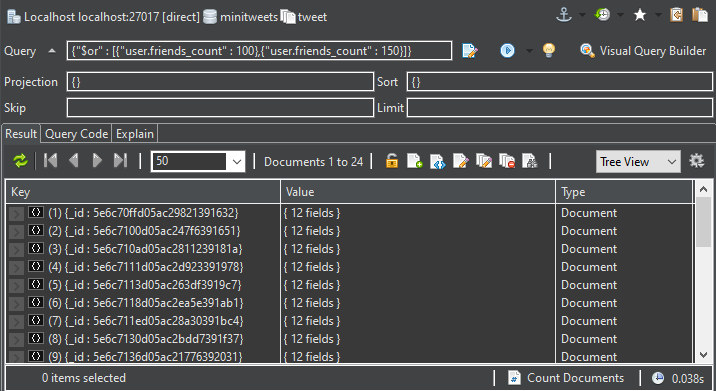 Localhost localhost:27017 [direct] minitweets tweet
Query {"$or" : [{"user.friends_count" : 100},{"user.friends_count" : 150}]} Visual Query Builder
Projection {} Sort {}
Skip Limit
Result Query Code Explain
50 Documents 1 to 24 Tree View
Key Value Type
(1) {_id : 5e6c70ffd05ac29821391632} { 12 fields } Document
(2) {_id : 5e6c7100d05ac247f6391651} { 12 fields } Document
(3) {_id : 5e6c710ad05ac2811239181a} { 12 fields } Document
(4) {_id : 5e6c7111d05ac2d923391978} { 12 fields } Document
(5) {_id : 5e6c7113d05ac263df3919c7} { 12 fields } Document
(6) {_id : 5e6c7118d05ac2ea5e391ab1} { 12 fields } Document
(7) {_id : 5e6c711ed05ac28a30391bc4} { 12 fields } Document
(8) {_id : 5e6c7130d05ac2bdd7391f37} { 12 fields } Document
(9) {_id : 5e6c7136d05ac21776392031} { 12 fields } Document
0 items selected Count Documents 0.038s